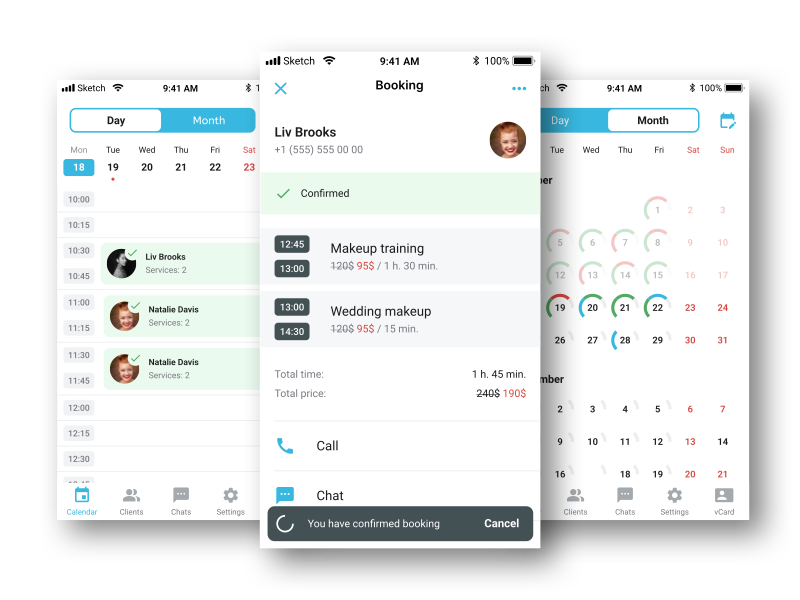 Sketch
9:41 AM
Day Month
Mon Tue Wed Thu Fri Sat
18 19 20 21 22 23
10:00
10:15
10:30
10:45
11:00
11:15
11:30
11:45
12:00
12:15
12:30
Liv Brooks
Services: 2
Natalie Davis
Services: 2
Natalie Davis
Services: 2
Calendar Clients Chats Settings
Sketch 9:41 AM 100%
Booking
Liv Brooks
+1 (555) 555 00 00
Confirmed
12:45
13:00
Makeup training
120$ 95$ / 1 h. 30 min.
13:00
14:30
Wedding makeup
120$ 95$ / 15 min.
Total time: 1 h. 45 min.
Total price: 240$ 190$
Call
Chat
You have confirmed booking Cancel
9:41 AM 100%
Day Month
Tue Wed Thu Fri Sat Sun
1 2 3
5 6 7 8 9 10
12 13 14 15 16 17
19 20 21 22 23 24
26 27 28 29 30 31
mber
2 3 4 5 6 7
9 10 11 12 13 14
16 18 19 20 21
Clients Chats Settings vCard